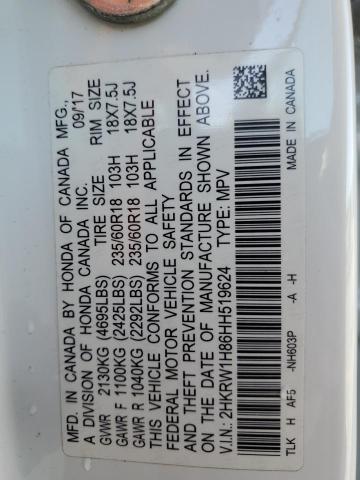 MFD. IN CANADA BY HONDA OF CANADA MFG.,
A DIVISION OF HONDA CANADA INC. 09/17
GVWR 2130KG (4695LBS) TIRE SIZE RIM SIZE
GAWR F 1100KG (2425LBS) 235/60R18 103H 18X7.5J
GAWR R 1040KG (2292LBS) 235/60R18 103H 18X7.5J
THIS VEHICLE CONFORMS TO ALL APPLICABLE
FEDERAL MOTOR VEHICLE SAFETY
AND THEFT PREVENTION STANDARDS IN EFFECT
ON THE DATE OF MANUFACTURE SHOWN ABOVE.
V.I.N.: 2HKRW1H86HH519624 TYPE: MPV
TLK H AF5 -NH603P -A -H MADE IN CANADA